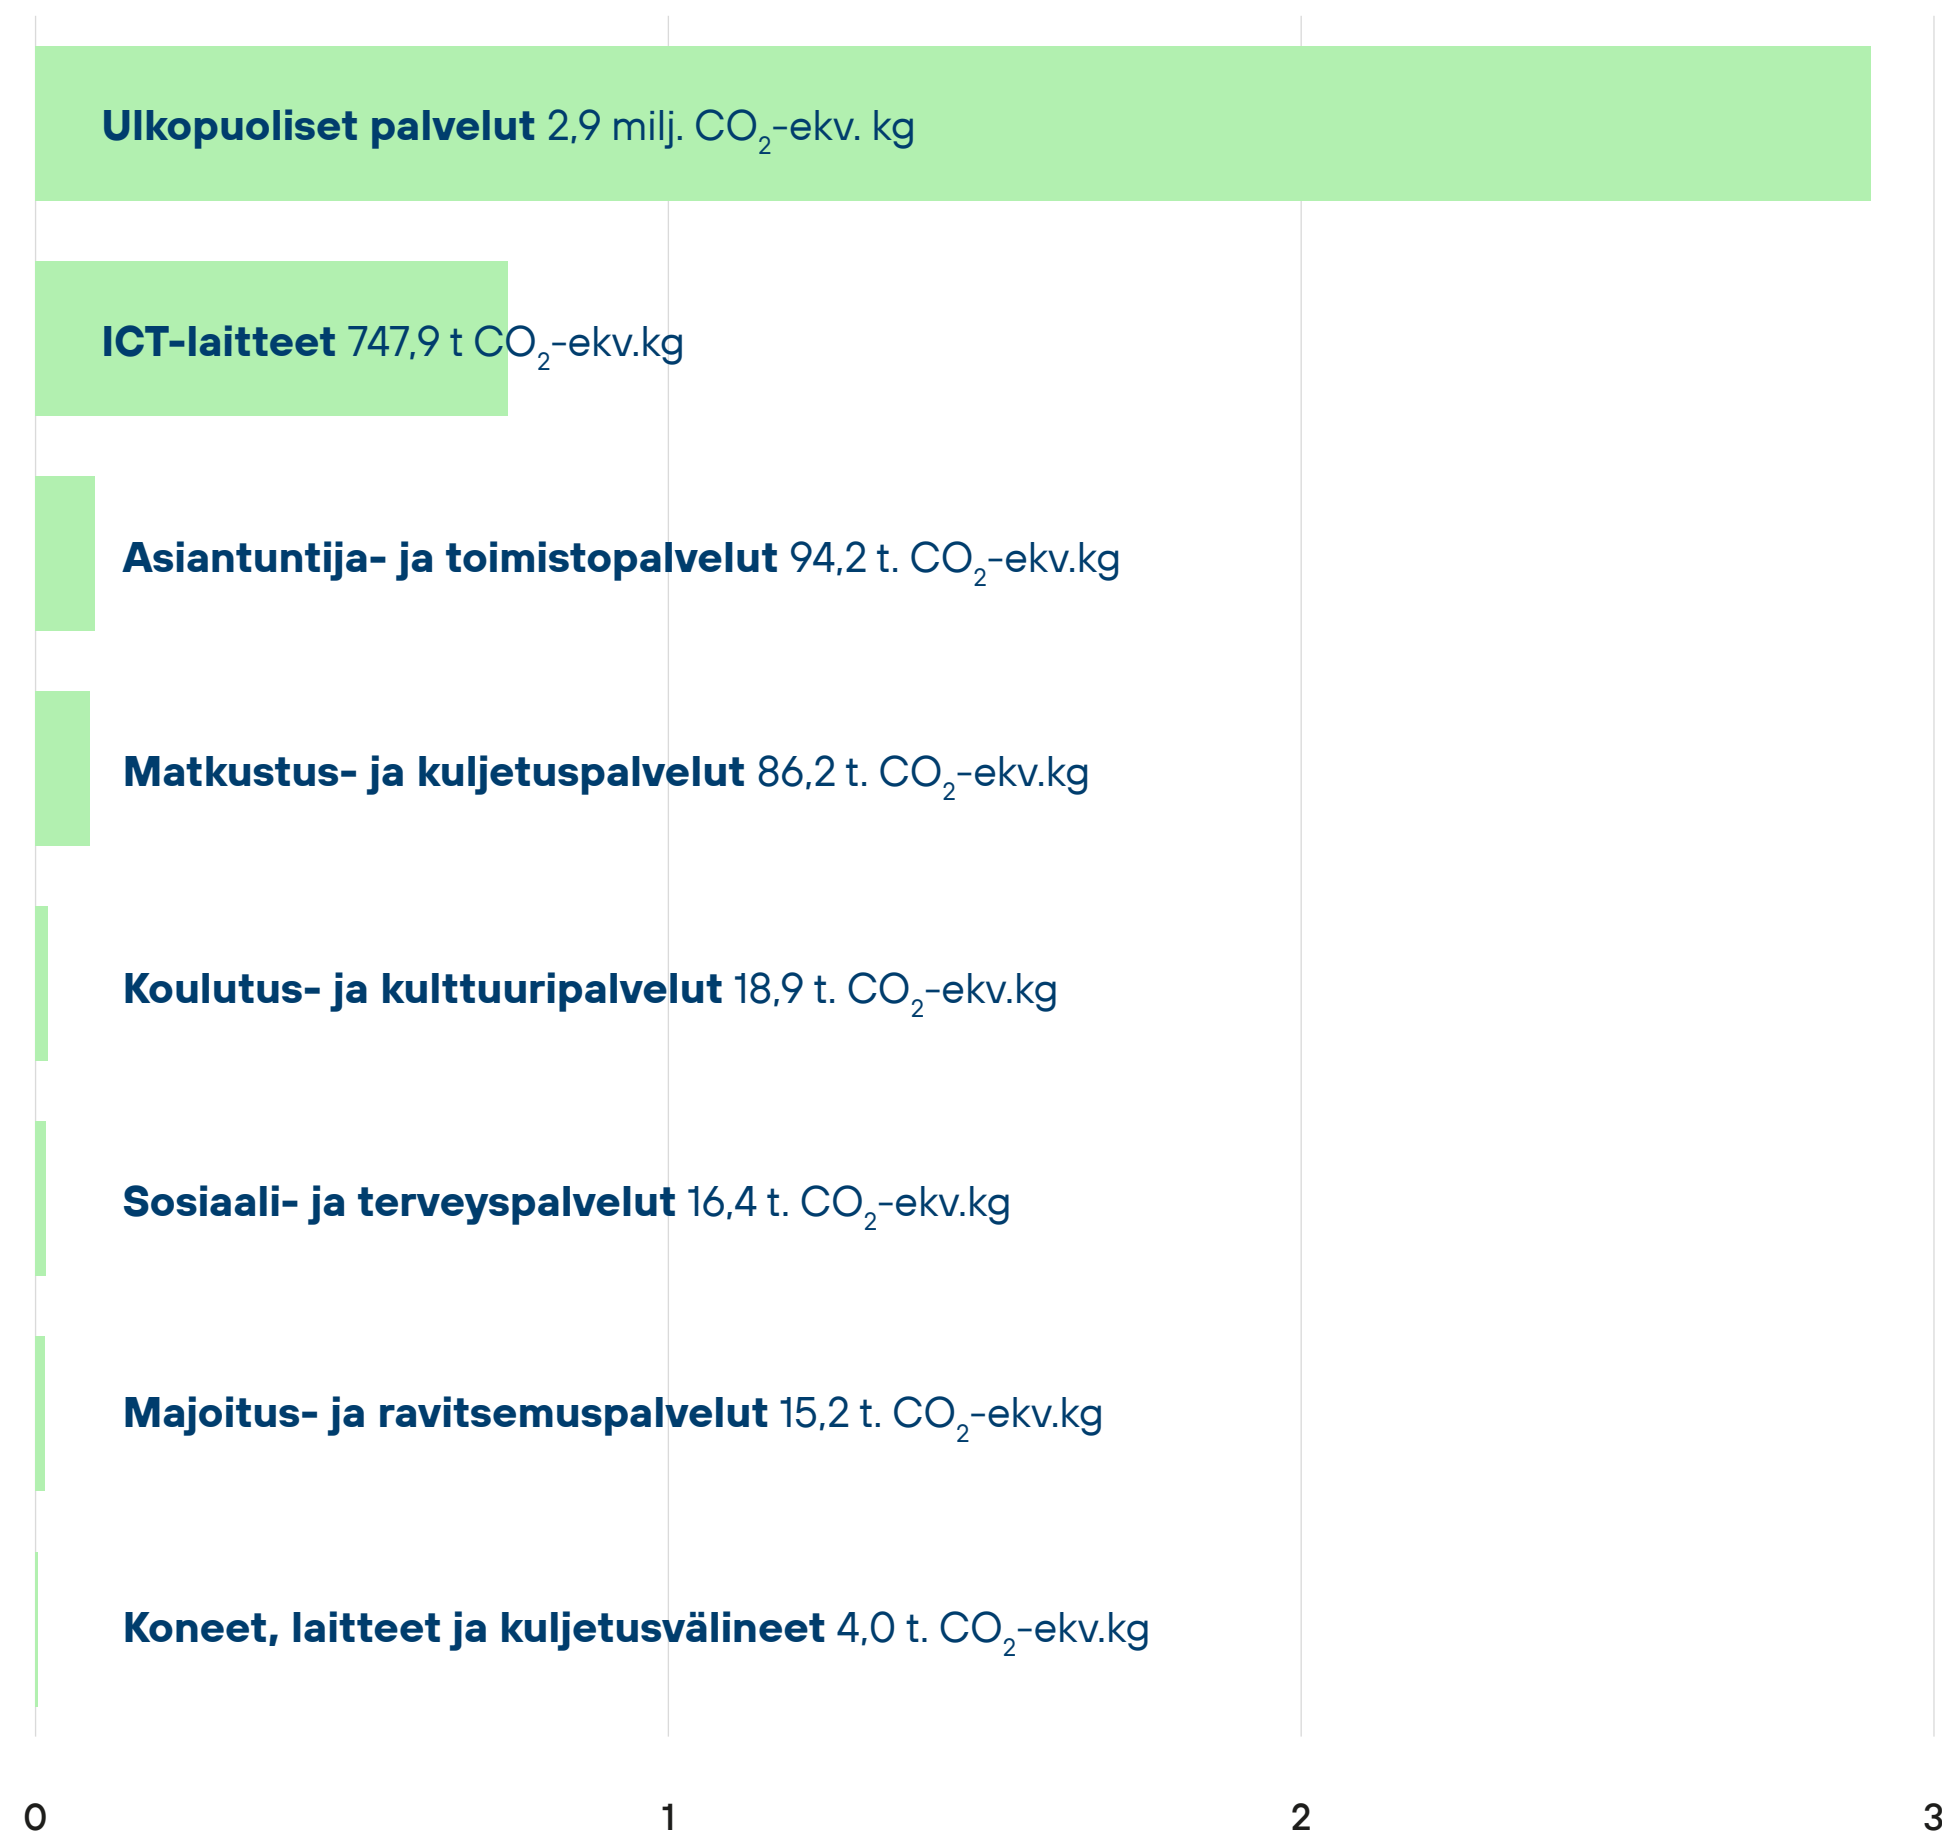 Ulkopuoliset palvelut 2,9 milj. CO₂-ekv. kg
ICT-laitteet 747,9 t CO₂-ekv.kg
Asiantuntija- ja toimistopalvelut 94,2 t. CO₂-ekv.kg
Matkustus- ja kuljetuspalvelut 86,2 t. CO₂-ekv.kg
Koulutus- ja kulttuuripalvelut 18,9 t. CO₂-ekv.kg
Sosiaali- ja terveyspalvelut 16,4 t. CO₂-ekv.kg
Majoitus- ja ravitsemuspalvelut 15,2 t. CO₂-ekv.kg
Koneet, laitteet ja kuljetusvälineet 4,0 t. CO₂-ekv.kg
0 1 2 3